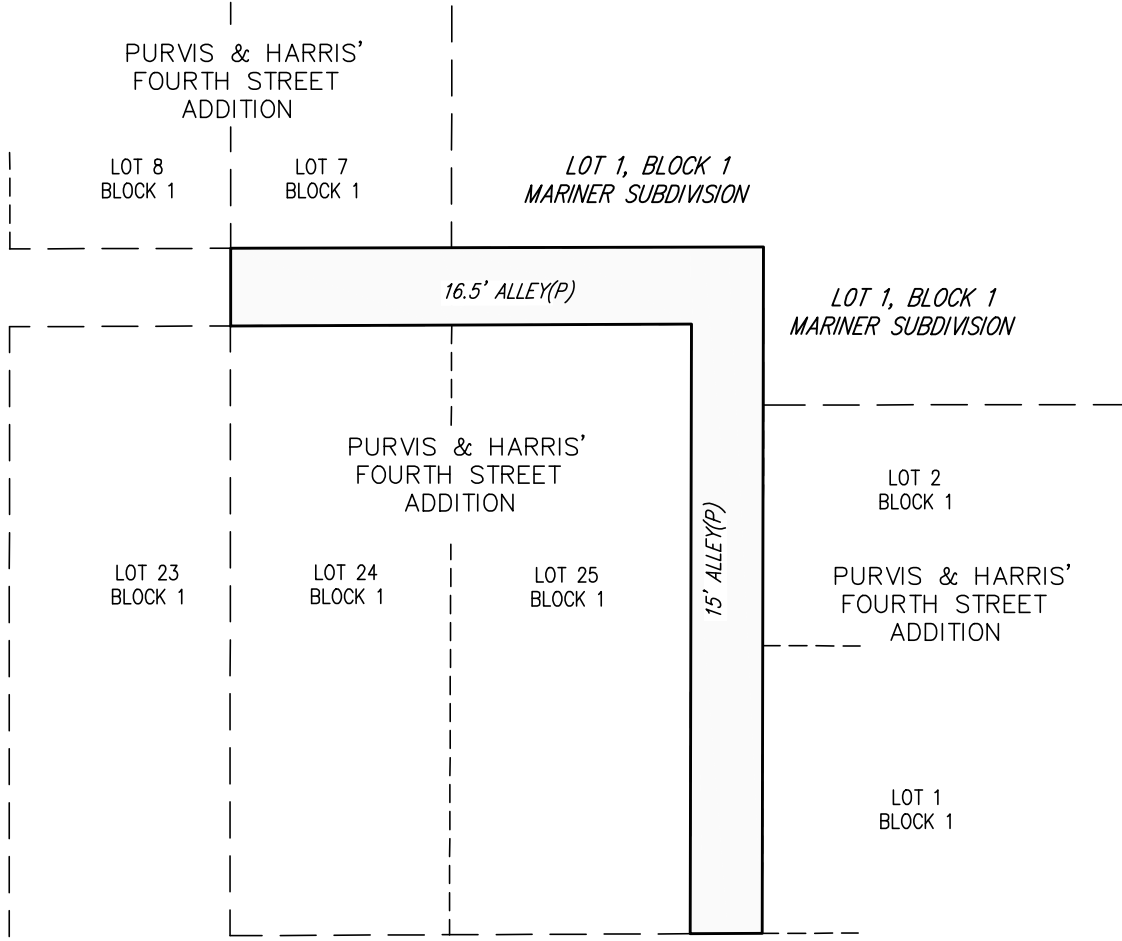 PURVIS & HARRIS'
FOURTH STREET
ADDITION
LOT 8
BLOCK 1
LOT 7
BLOCK 1
LOT 1, BLOCK 1
MARINER SUBDIVISION
16.5' ALLEY(P)
LOT 1, BLOCK 1
MARINER SUBDIVISION
PURVIS & HARRIS'
FOURTH STREET
ADDITION
LOT 2
BLOCK 1
15' ALLEY(P)
LOT 23
BLOCK 1
LOT 24
BLOCK 1
LOT 25
BLOCK 1
PURVIS & HARRIS'
FOURTH STREET
ADDITION
LOT 1
BLOCK 1